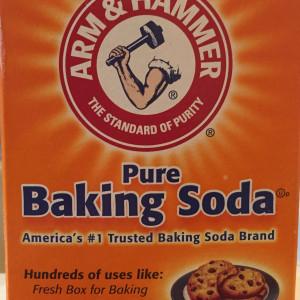 ARM & HAMMER
THE STANDARD OF PURITY
®
Pure
Baking Soda
America's #1 Trusted Baking Soda Brand
Hundreds of uses like:
Fresh Box for Baking